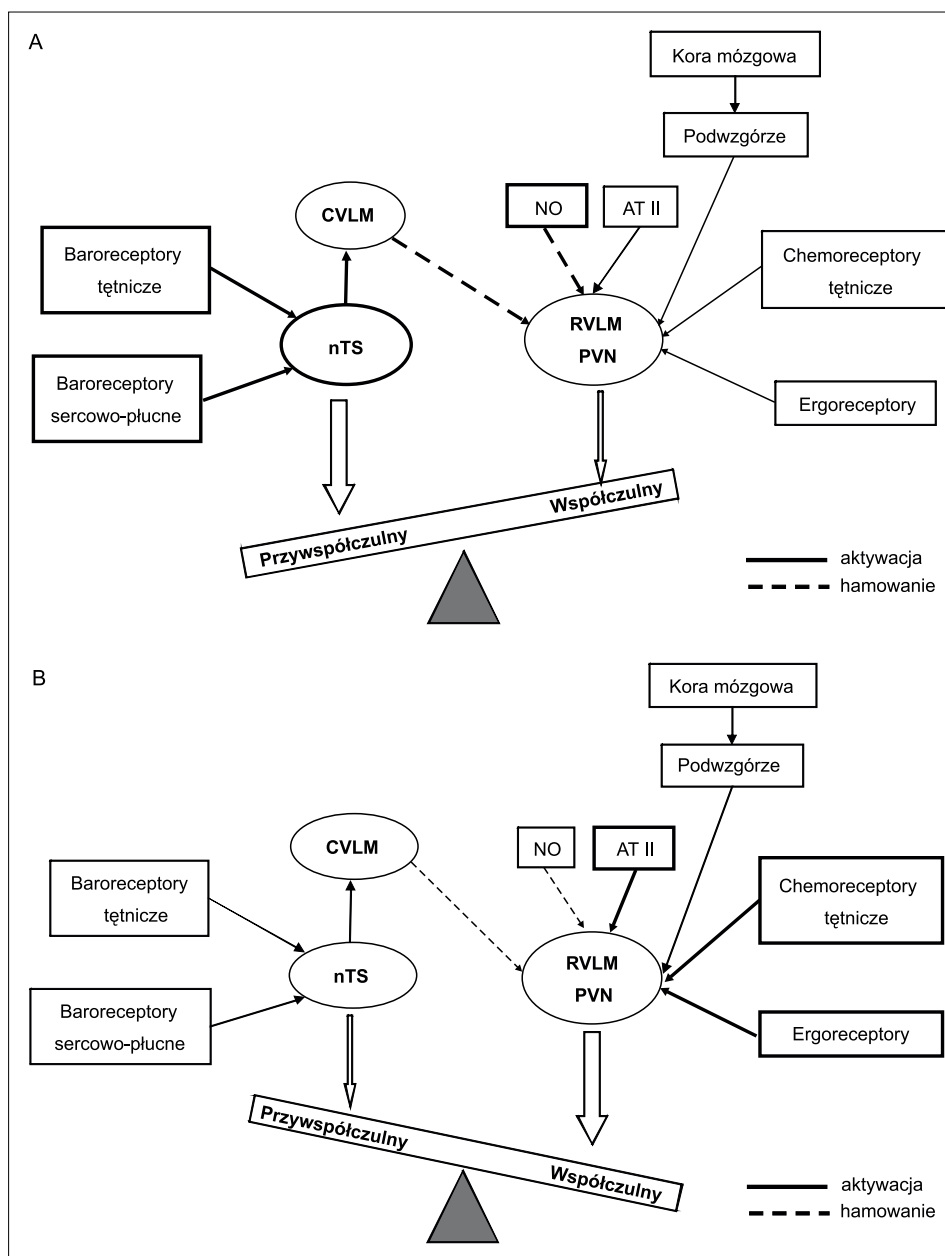 A
Kora mózgowa
Podwzgórze
CVLM
NO
AT II
Baroreceptory
tętnicze
Chemoreceptory
tętnicze
nTS
RVLM
PVN
Baroreceptory
sercowo-płucne
Ergoreceptory
Współczulny
Przywspółczulny
aktywacja
hamowanie
B
Kora mózgowa
Podwzgórze
CVLM
NO
AT II
Baroreceptory
tętnicze
Chemoreceptory
tętnicze
nTS
RVLM
PVN
Baroreceptory
sercowo-płucne
Ergoreceptory
Przywspółczulny
Współczulny
aktywacja
hamowanie